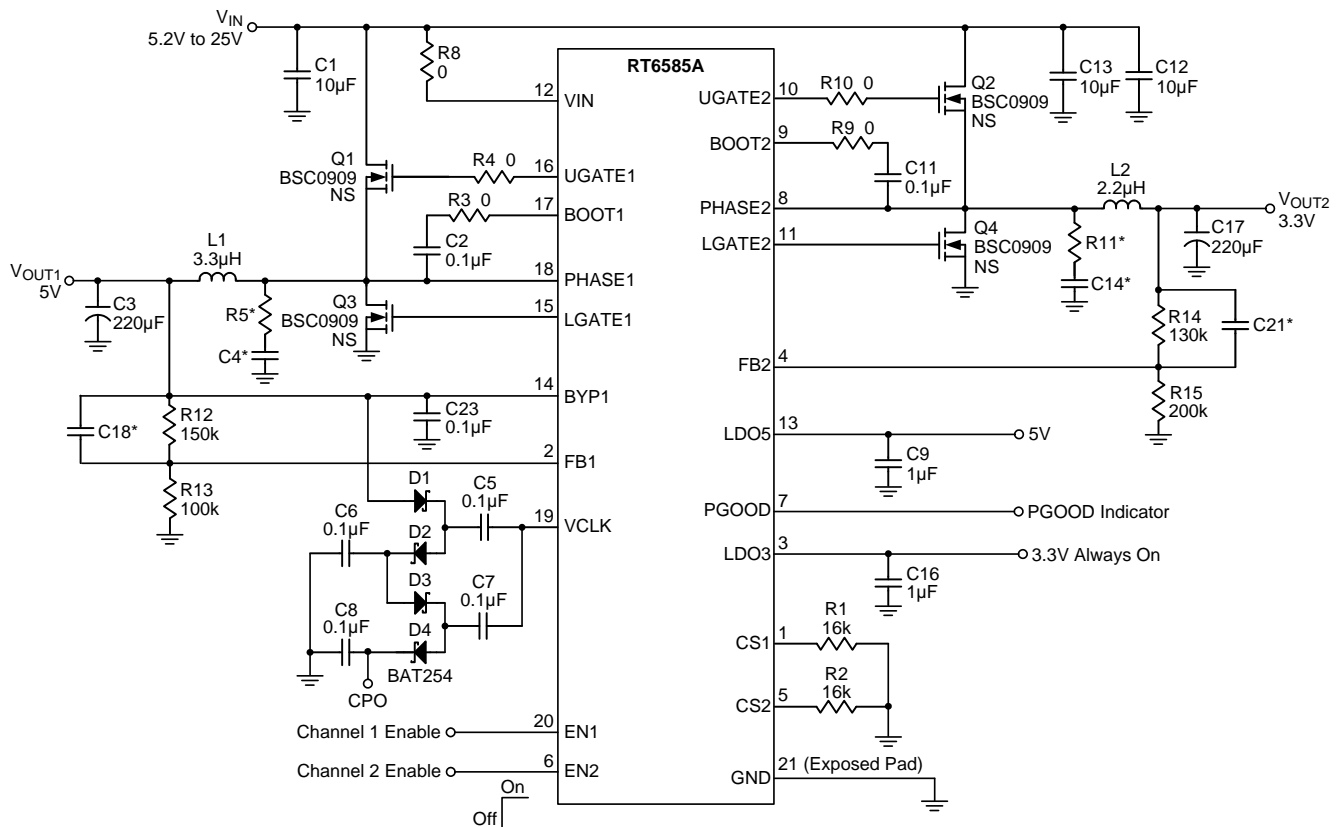 V_IN
5.2V to 25V
C1
10µF
R8
0
RT6585A
12
VIN
Q1
BSC0909
NS
R4 0
16
UGATE1
R3 0
17
BOOT1
C2
0.1µF
L1
3.3µH
V_OUT1
5V
18
PHASE1
C3
220µF
R5*
C4*
Q3
BSC0909
NS
15
LGATE1
14
BYP1
C23
0.1µF
C18*
R12
150k
2
FB1
R13
100k
D1
C5
0.1µF
19
VCLK
C6
0.1µF
D2
D3
C7
0.1µF
C8
0.1µF
D4
BAT254
CPO
Channel 1 Enable
20
EN1
Channel 2 Enable
6
EN2
On
Off
UGATE2
10
R10 0
Q2
BSC0909
NS
C13
10µF
C12
10µF
BOOT2
9
R9 0
C11
0.1µF
PHASE2
8
L2
2.2µH
V_OUT2
3.3V
LGATE2
11
Q4
BSC0909
NS
R11*
C14*
C17
220µF
R14
130k
C21*
FB2
4
R15
200k
LDO5
13
5V
C9
1µF
PGOOD
7
PGOOD Indicator
LDO3
3
3.3V Always On
C16
1µF
CS1
1
R1
16k
CS2
5
R2
16k
GND
21 (Exposed Pad)